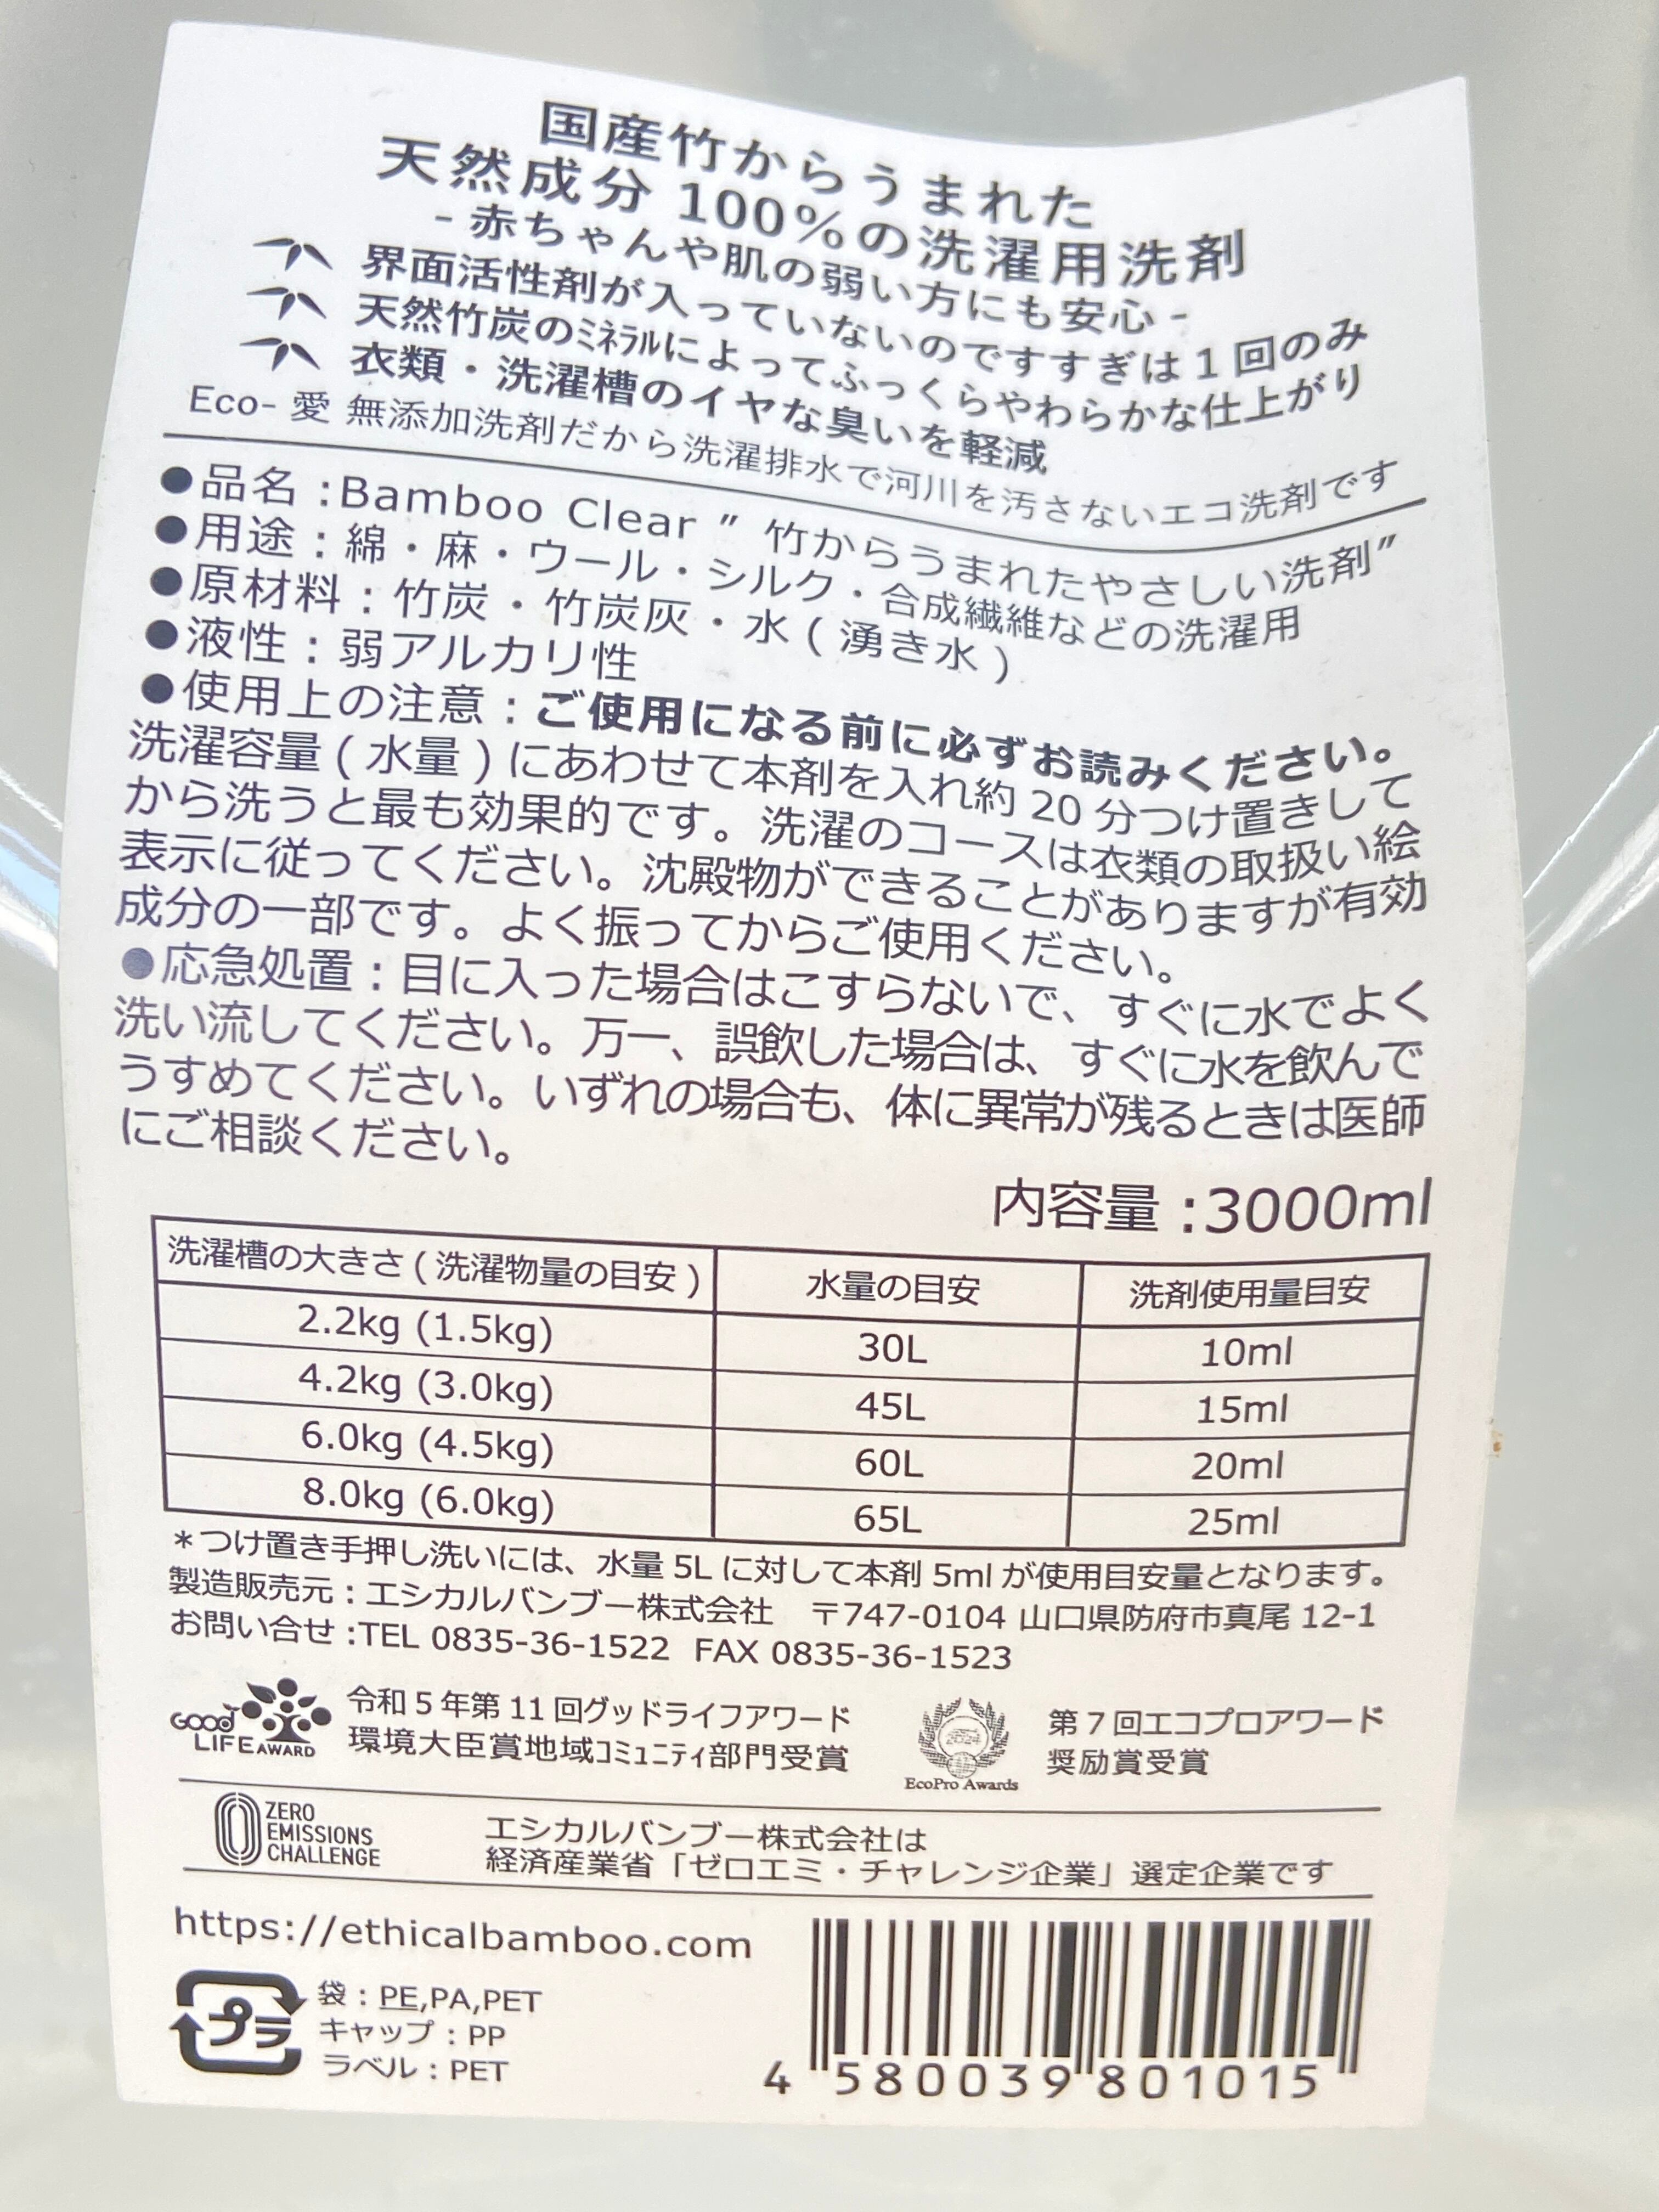 国産竹からうまれた
天然成分 100%の洗濯用洗剤
- 赤ちゃんや肌の弱い方にも安心 -
界面活性剤が入っていないのですすぎは 1 回のみ
天然竹炭のミネラルによってふっくらやわらかな仕上がり
衣類・洗濯槽のイヤな臭いを軽減
Eco- 愛 無添加洗剤だから洗濯排水で河川を汚さないエコ洗剤です
●品名 :Bamboo Clear " 竹からうまれたやさしい洗剤"
●用途 : 綿・麻・ウール・シルク・合成繊維などの洗濯用
●原材料 : 竹炭・竹炭灰・水 ( 湧き水 )
●液性 : 弱アルカリ性
●使用上の注意 : ご使用になる前に必ずお読みください。
洗濯容量 ( 水量 ) にあわせて本剤を入れ約 20 分つけ置きして
から洗うと最も効果的です。洗濯のコースは衣類の取扱い絵
表示に従ってください。沈殿物ができることがありますが有効
成分の一部です。よく振ってからご使用ください。
●応急処置 : 目に入った場合はこすらないで、すぐに水でよく
洗い流してください。万一、誤飲した場合は、すぐに水を飲んで
うすめてください。いずれの場合も、体に異常が残るときは医師
にご相談ください。
内容量 :3000ml
洗濯槽の大きさ ( 洗濯物量の目安 ) 水量の目安 洗剤使用量目安
2.2kg (1.5kg) 30L 10ml
4.2kg (3.0kg) 45L 15ml
6.0kg (4.5kg) 60L 20ml
8.0kg (6.0kg) 65L 25ml
＊つけ置き手押し洗いには、水量 5L に対して本剤 5ml が使用目安量となります。
製造販売元 : エシカルバンブー株式会社 〒747-0104 山口県防府市真尾 12-1
お問い合せ :TEL 0835-36-1522 FAX 0835-36-1523
GOOD
LIFE AWARD
令和 5 年第 11 回グッドライフアワード
環境大臣賞地域コミュニティ部門受賞
2024
EcoPro Awards
第 7 回エコプロアワード
奨励賞受賞
ZERO
EMISSIONS
CHALLENGE
エシカルバンブー株式会社は
経済産業省「ゼロエミ・チャレンジ企業」選定企業です
https://ethicalbamboo.com
プラ
袋 : PE,PA,PET
キャップ : PP
ラベル : PET
4 580039 801015